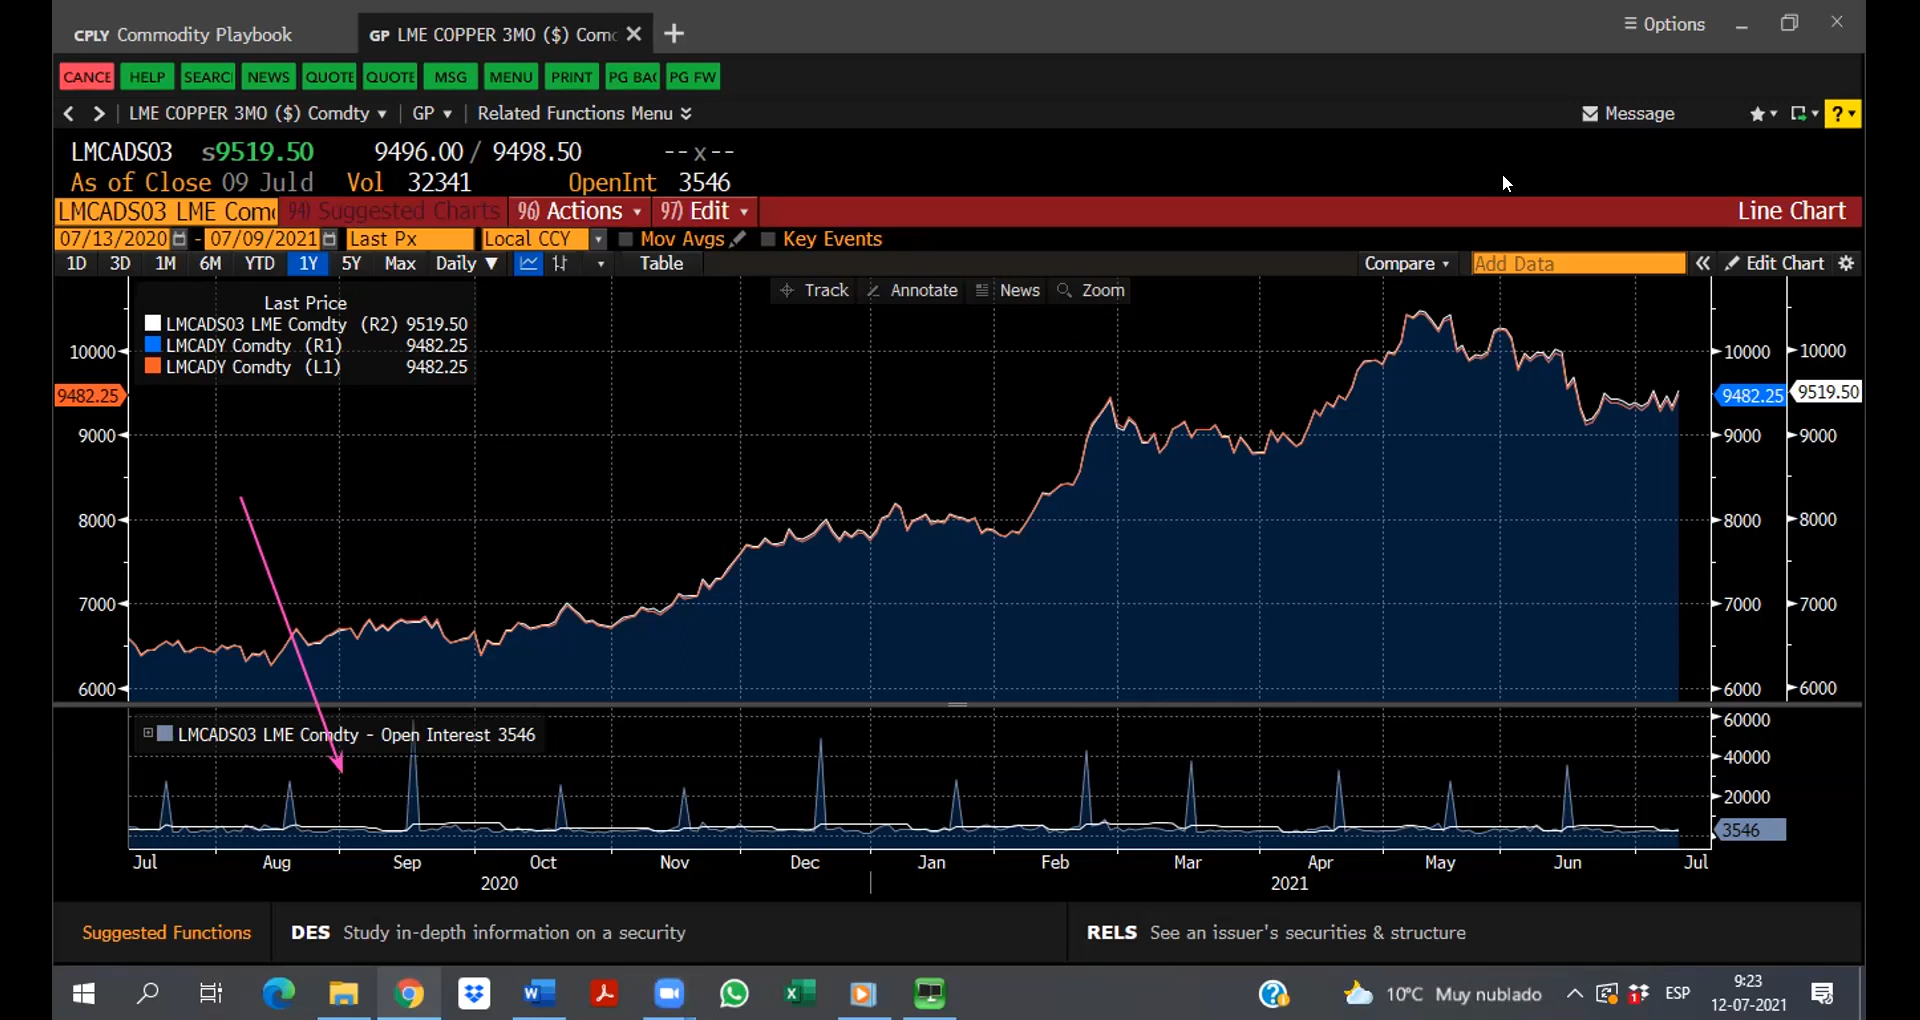 CPLY Commodity Playbook
GP LME COPPER 3MO ($) Com
Options
CANCE HELP SEARC NEWS QUOTE QUOTE MSG MENU PRINT PG BA PG FW
LME COPPER 3MO ($) Comdty GP Related Functions Menu
Message
?
LMCADS03 s9519.50 9496.00 / 9498.50 --x--
As of Close 09 Juld Vol 32341 OpenInt 3546
LMCADS03 LME Com 94) Suggested Charts 96) Actions 97) Edit Line Chart
07/13/2020 - 07/09/2021 Last Px Local CCY Mov Avgs Key Events
1D 3D 1M 6M YTD 1Y 5Y Max Daily Table Compare Add Data Edit Chart
Track Annotate News Zoom
Last Price
LMCADS03 LME Comdty (R2) 9519.50
LMCADY Comdty (R1) 9482.25
LMCADY Comdty (L1) 9482.25
10000 10000 10000
9482.25 9482.25 9519.50
9000 9000 9000
8000 8000 8000
7000 7000 7000
6000 6000 6000
LMCADS03 LME Comdty - Open Interest 3546
60000
40000
20000
3546
Jul Aug Sep Oct Nov Dec Jan Feb Mar Apr May Jun Jul
2020 2021
Suggested Functions DES Study in-depth information on a security RELS See an issuer's securities & structure
10°C Muy nublado ESP
9:23
12-07-2021